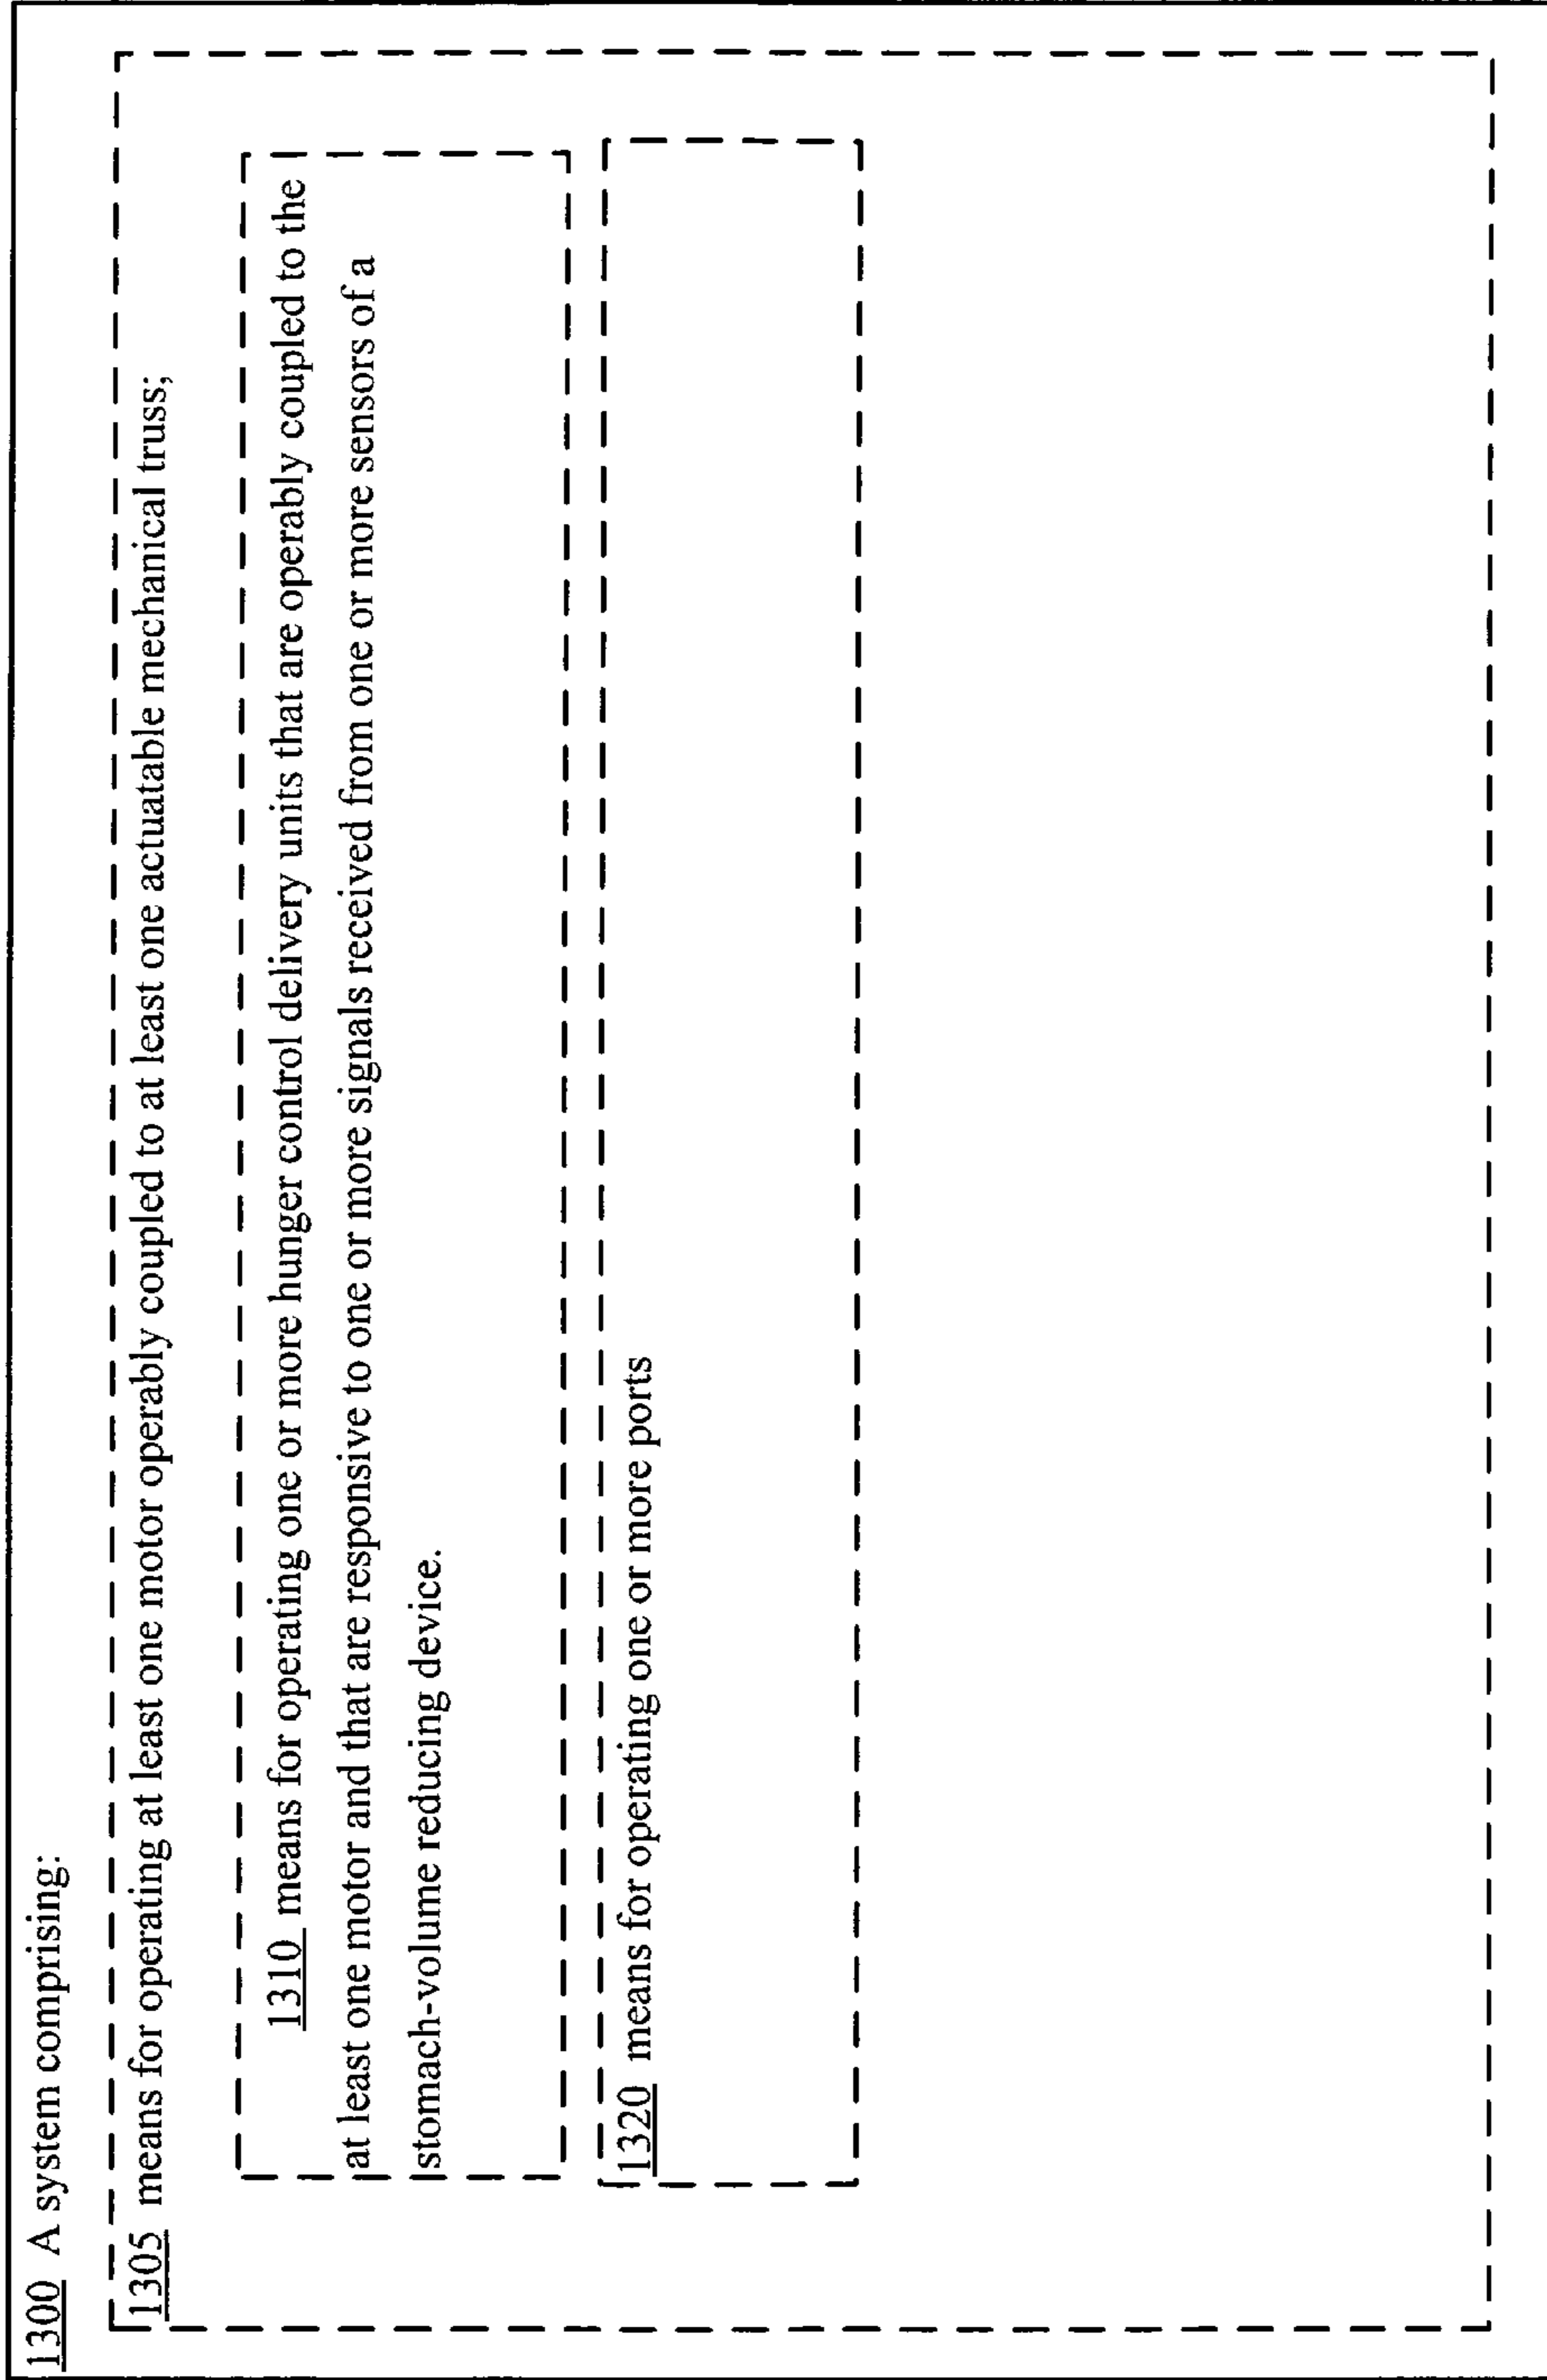 1300 A system comprising:
1305 means for operating at least one motor operably coupled to at least one actuatable mechanical truss;
1310 means for operating one or more hunger control delivery units that are operably coupled to the
at least one motor and that are responsive to one or more signals received from one or more sensors of a
stomach-volume reducing device.
1320 means for operating one or more ports